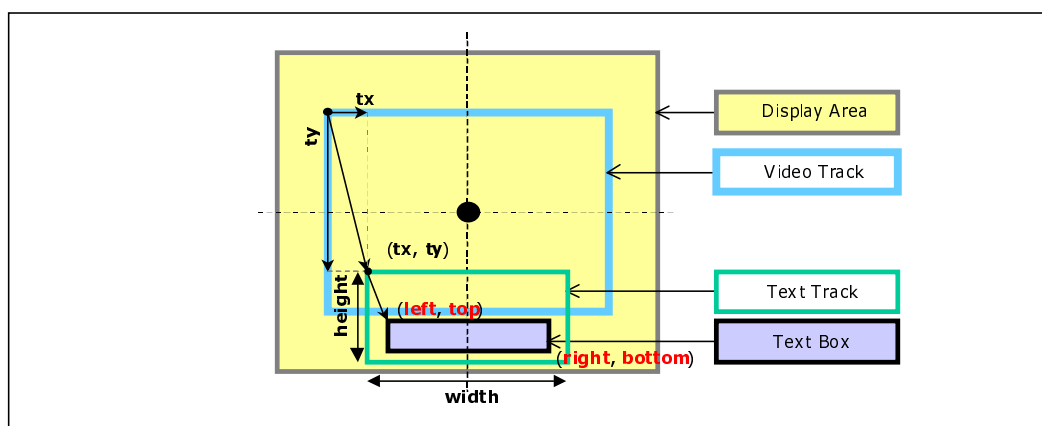 tx
Display Area
ty
Video Track
(tx, ty)
height
Text Track
(left, top)
Text Box
(right, bottom)
width